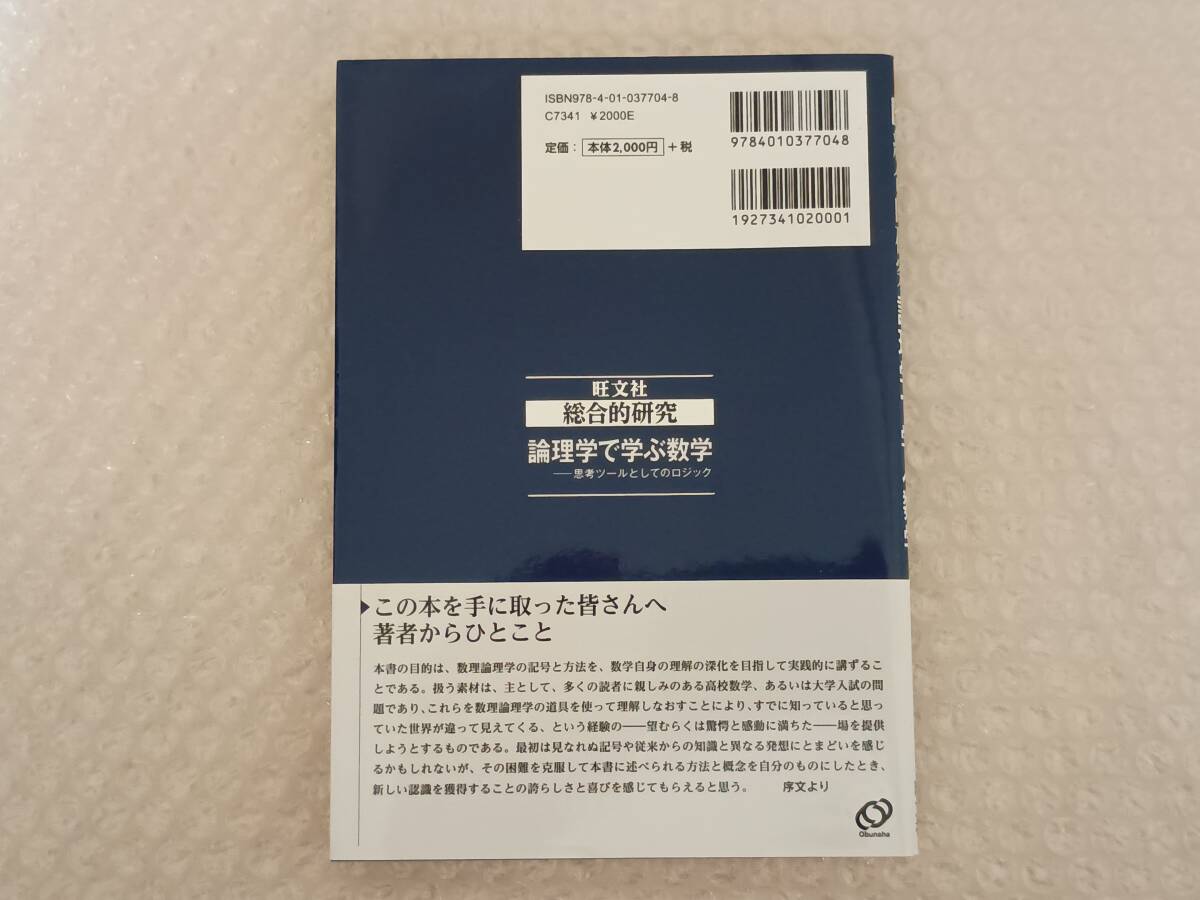 ISBN978-4-01-037704-8
C7341 ¥2000E
定価： 本体2,000円 +税
9784010377048
1927341020001
旺文社
総合的研究
論理学で学ぶ数学
――思考ツールとしてのロジック
▶この本を手に取った皆さんへ
著者からひとこと
本書の目的は、数理論理学の記号と方法を、数学自身の理解の深化を目指して実践的に講ずるこ
とである。扱う素材は、主として、多くの読者に親しみのある高校数学、あるいは大学入試の問
題であり、これらを数理論理学の道具を使って理解しなおすことにより、すでに知っていると思っ
ていた世界が違って見えてくる、という経験の――望むらくは驚愕と感動に満ちた――場を提供
しようとするものである。最初は見なれぬ記号や従来からの知識と異なる発想にとまどいを感じ
るかもしれないが、その困難を克服して本書に述べられる方法と概念を自分のものにしたとき、
新しい認識を獲得することの誇らしさと喜びを感じてもらえると思う。 序文より
Obunsha